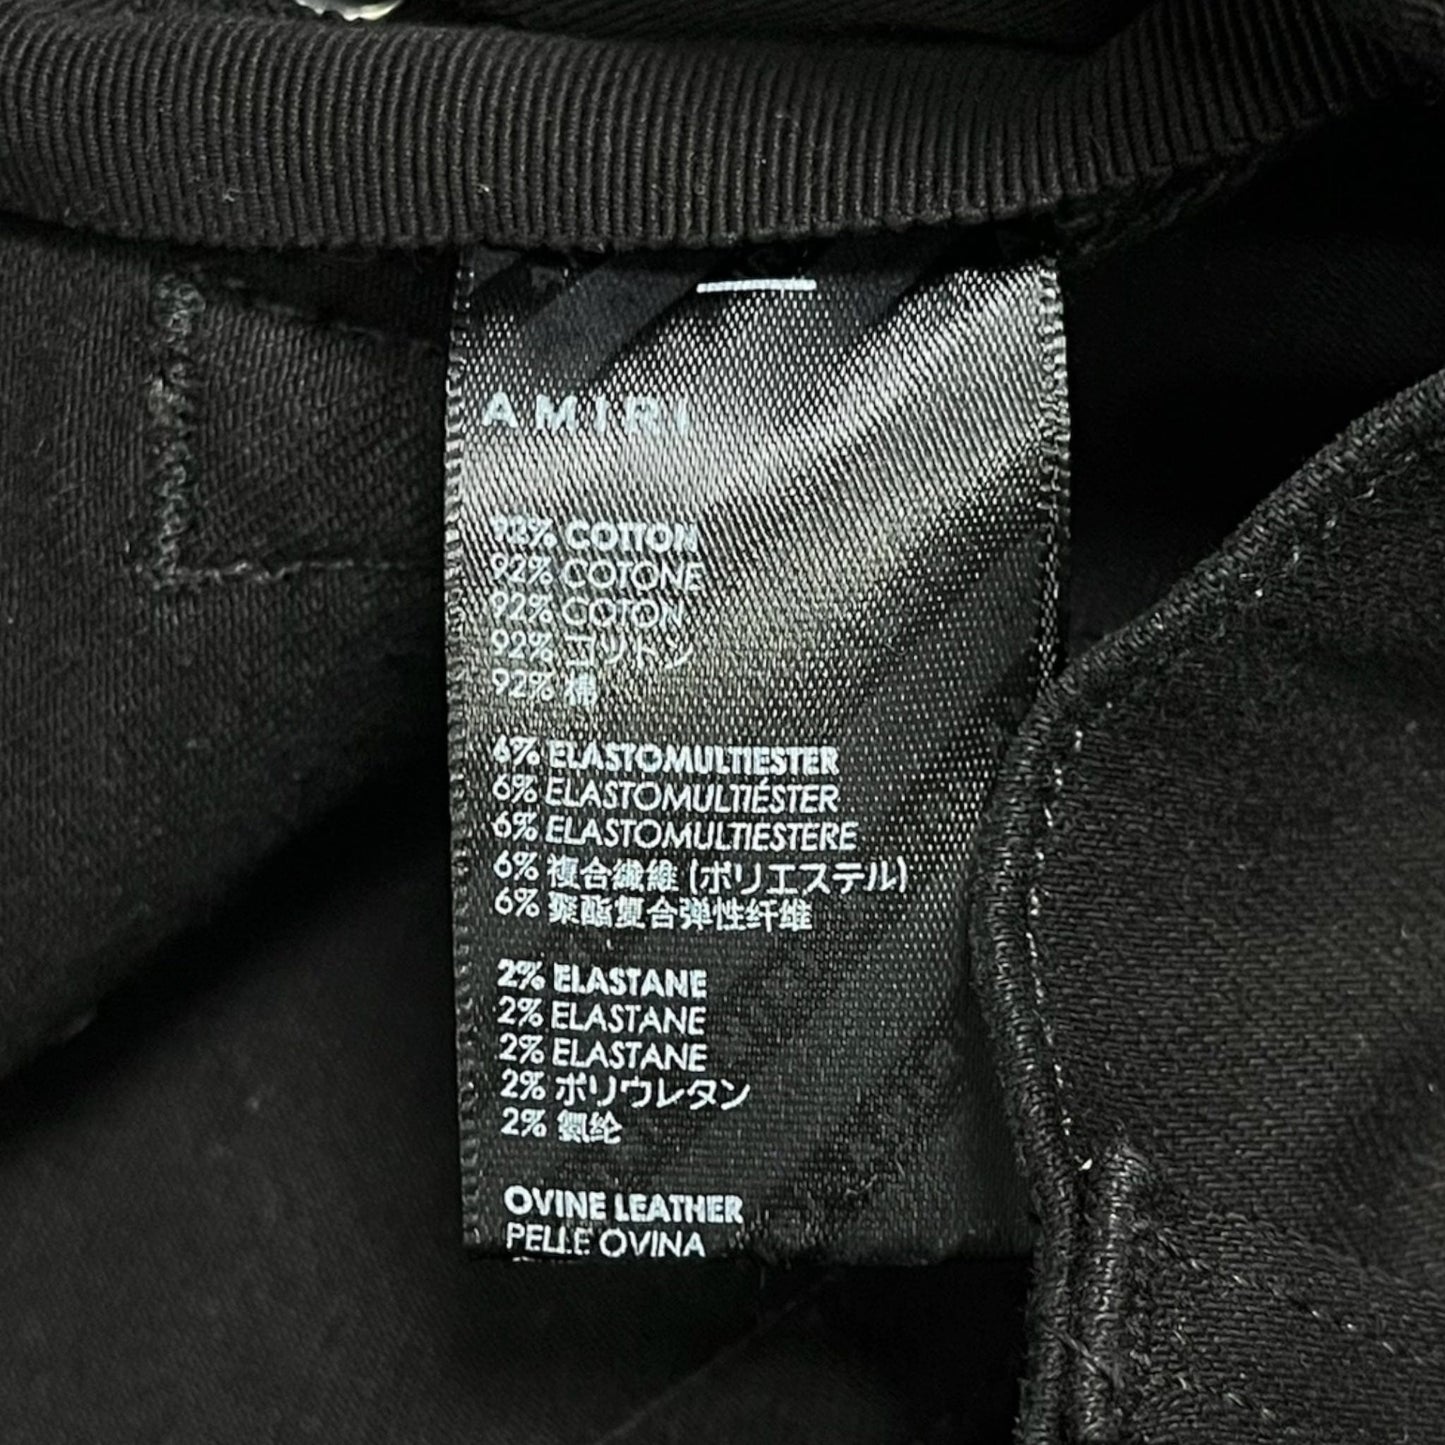 AMIRI
92% COTTON
92% COTONE
92% COTON
92% コットン
92% 棉
6% ELASTOMULTIESTER
6% ELASTOMULTIÉSTER
6% ELASTOMULTIESTERE
6% 複合繊維 (ポリエステル)
6% 聚酯复合弹性纤维
2% ELASTANE
2% ELASTANE
2% ELASTANE
2% ポリウレタン
2% 氨纶
OVINE LEATHER
PELLE OVINA